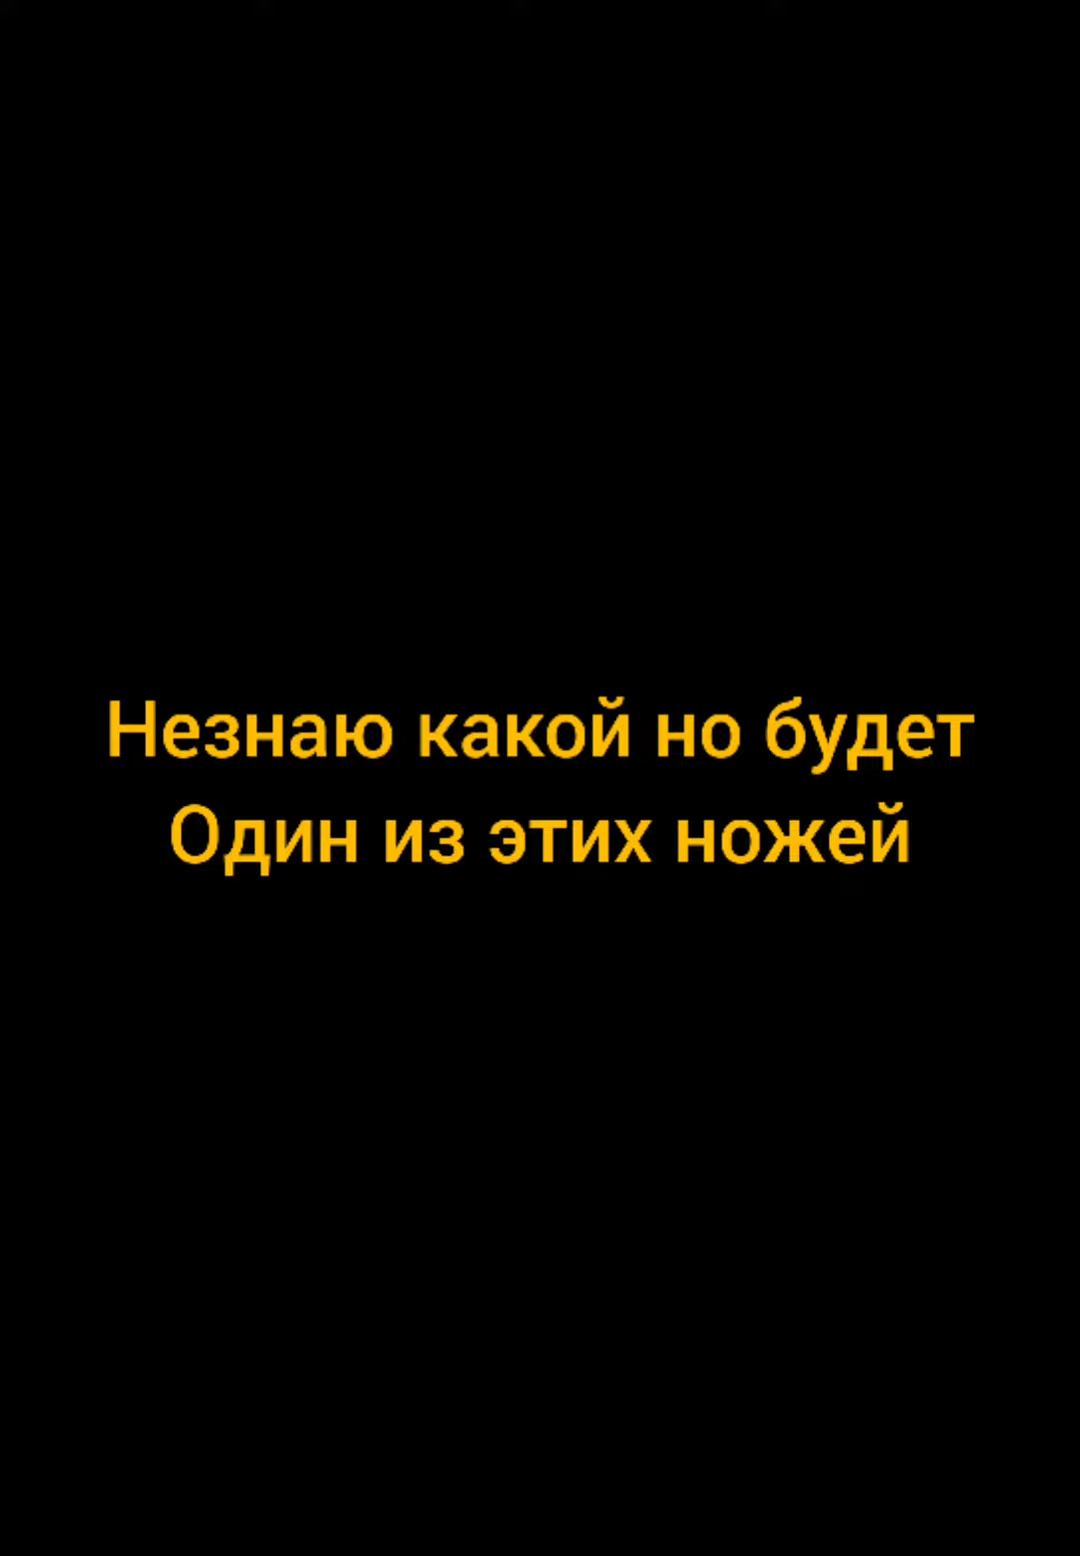 Незнаю какой но будет
Один из этих ножей